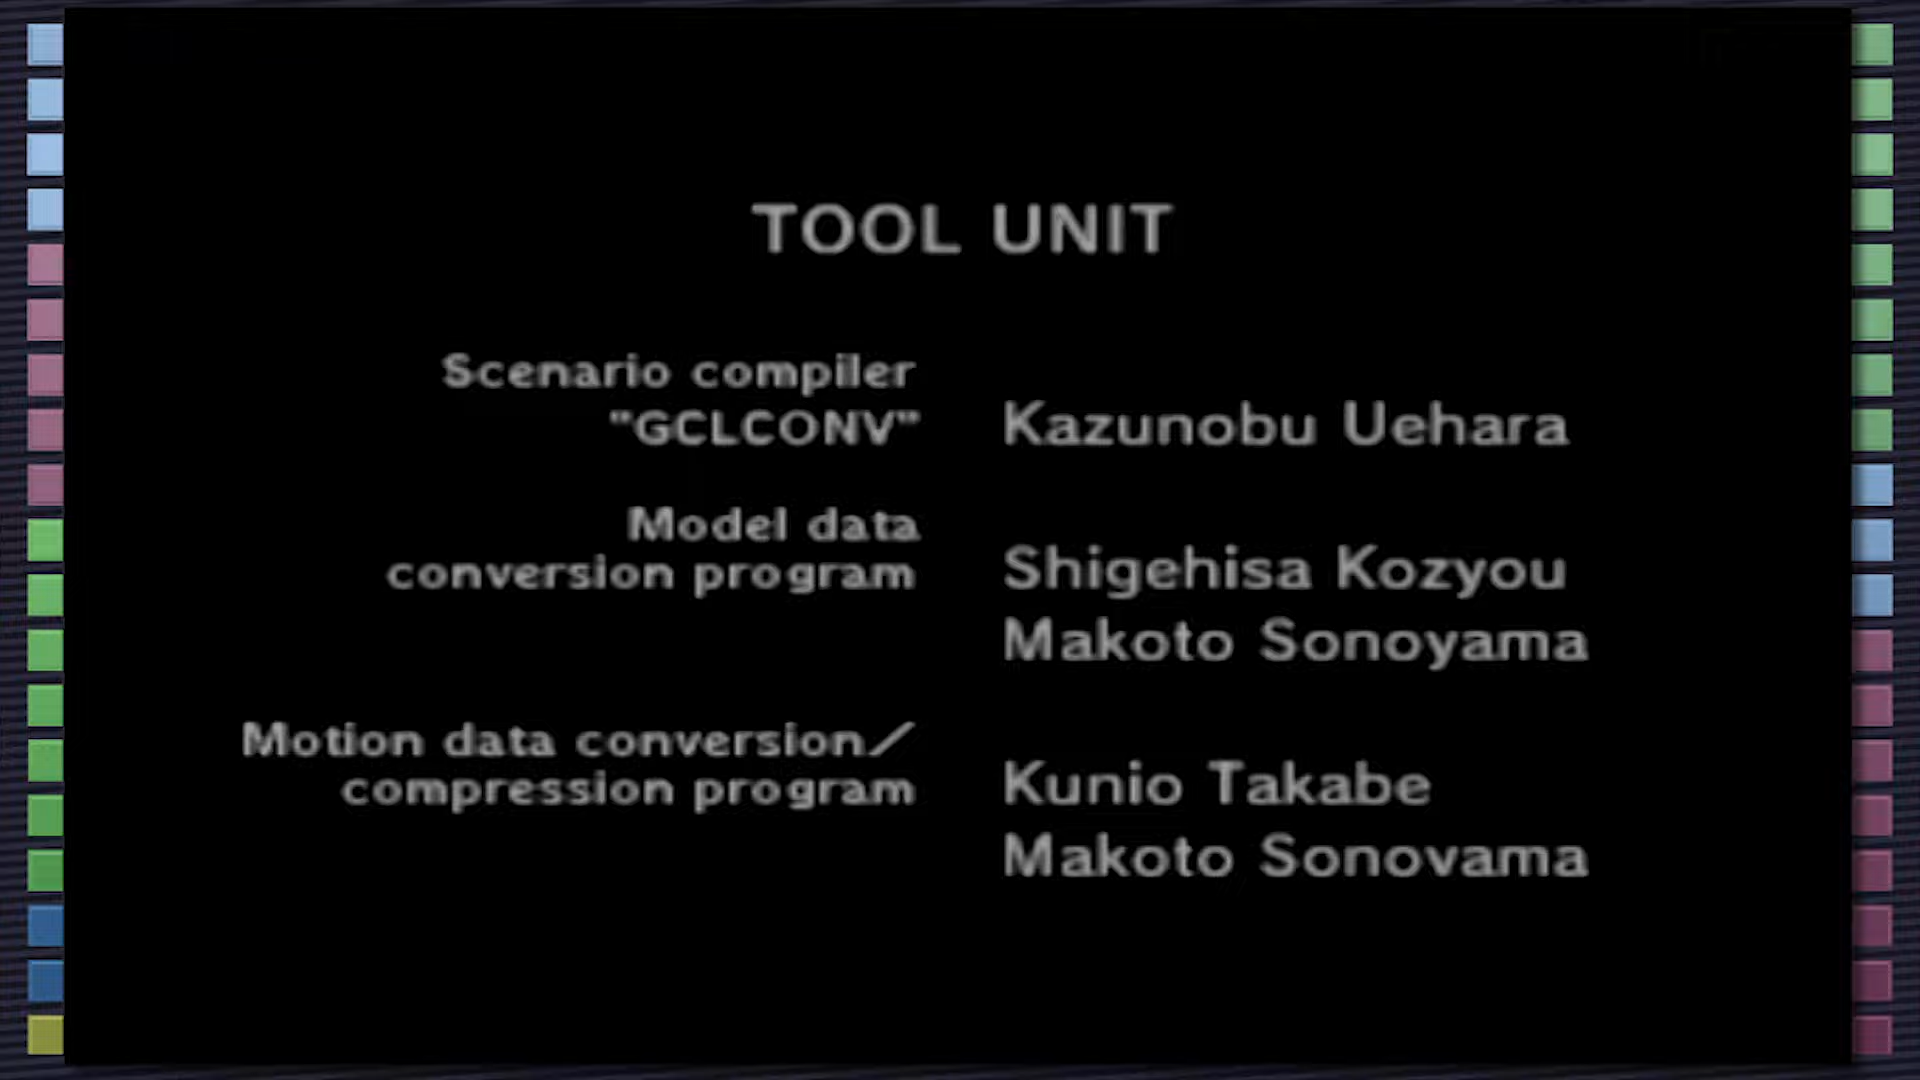 TOOL UNIT
Scenario compiler
"GCLCONV" Kazunobu Uehara
Model data
conversion program Shigehisa Kozyou
Makoto Sonoyama
Motion data conversion/
compression program Kunio Takabe
Makoto Sonoyama